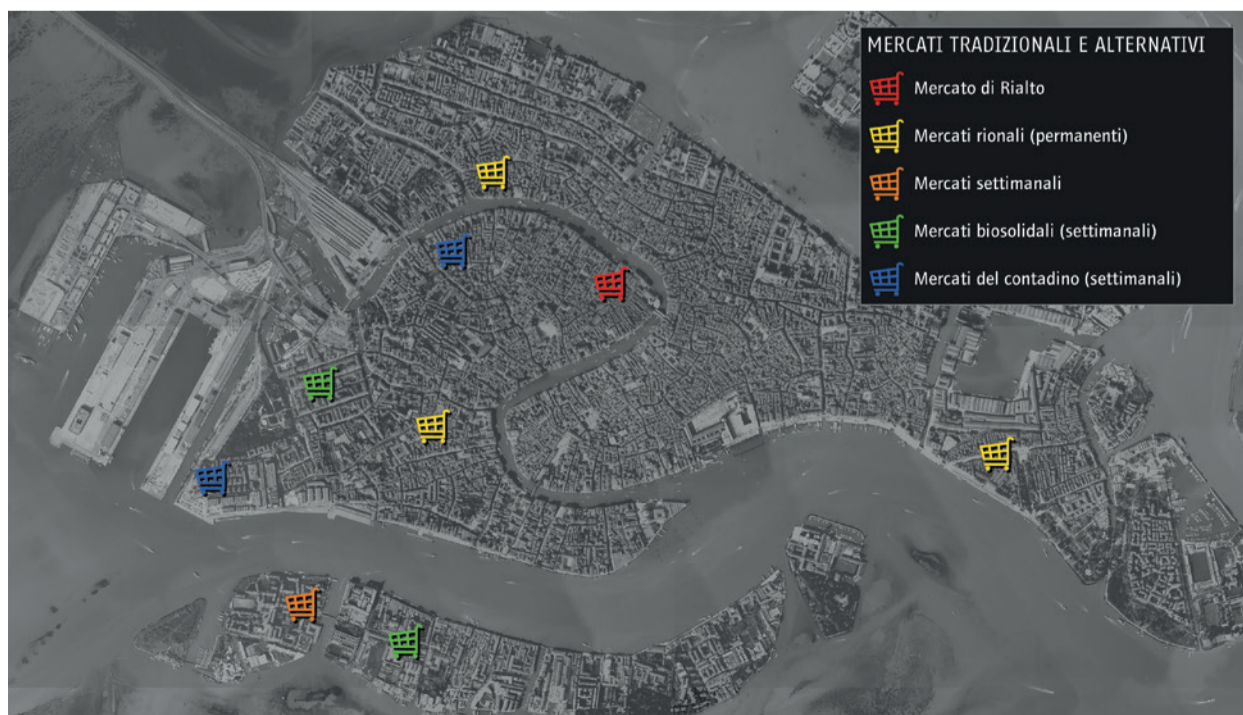 MERCATI TRADIZIONALI E ALTERNATIVI
Mercato di Rialto
Mercati rionali (permanenti)
Mercati settimanali
Mercati biosolidali (settimanali)
Mercati del contadino (settimanali)